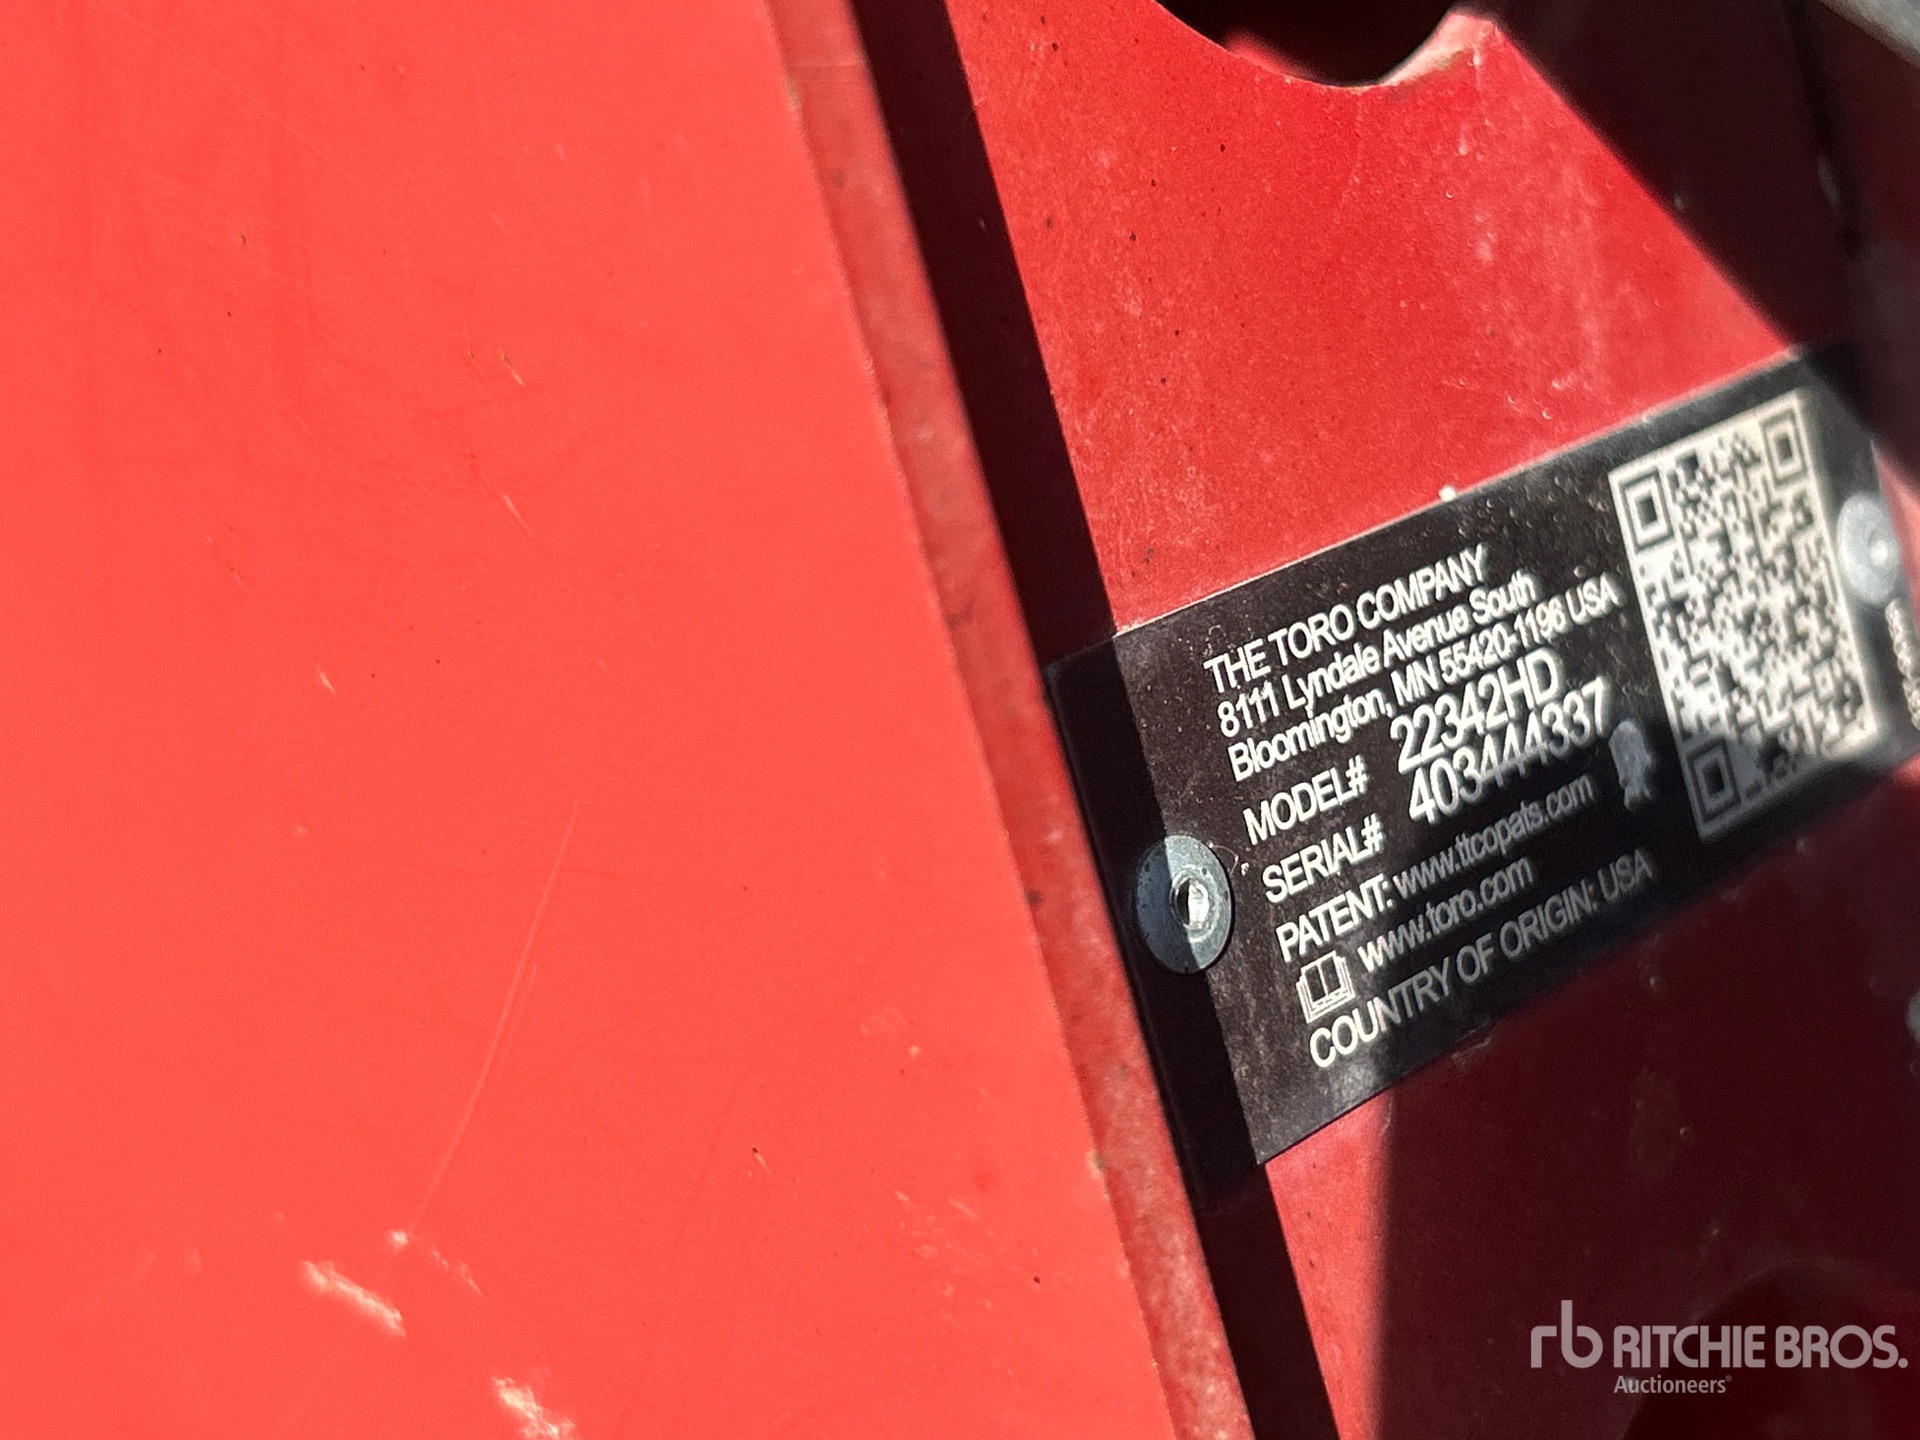 THE TORO COMPANY
8111 Lyndale Avenue South
Bloomington, MN 55420-1196 USA
MODEL# 22342HD
SERIAL# 403444337
PATENT: www.ttcopats.com
www.toro.com
COUNTRY OF ORIGIN: USA
rb RITCHIE BROS.
Auctioneers